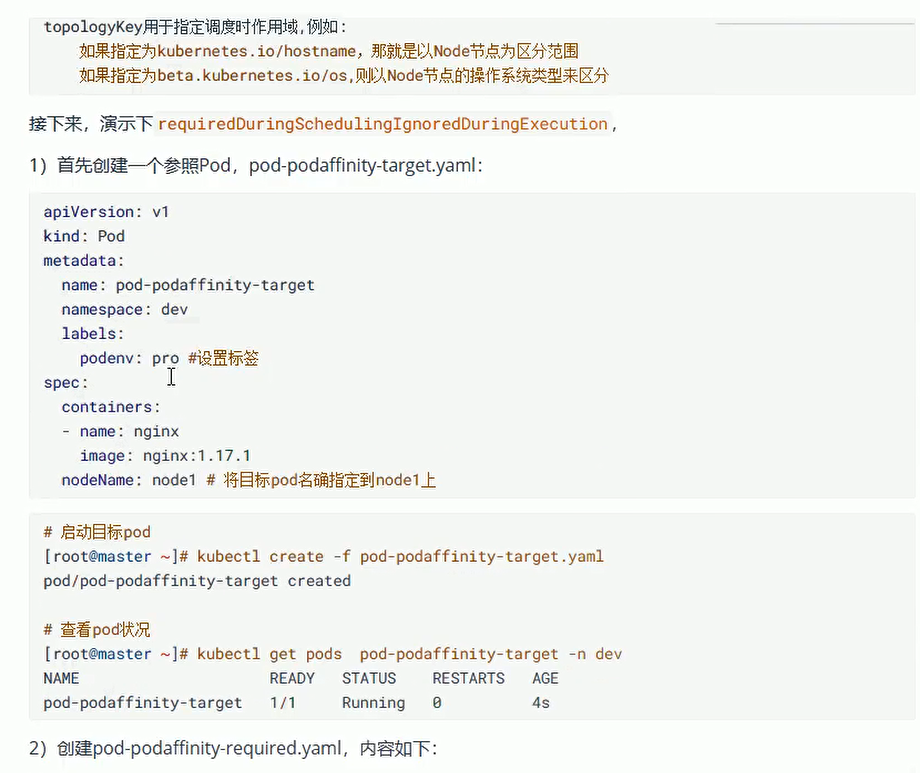 topologyKey用于指定调度时作用域,例如:
    如果指定为kubernetes.io/hostname，那就是以Node节点为区分范围
    如果指定为beta.kubernetes.io/os,则以Node节点的操作系统类型来区分
接下来，演示下requiredDuringSchedulingIgnoredDuringExecution,
1）首先创建一个参照Pod，pod-podaffinity-target.yaml：
apiVersion: v1
kind: Pod
metadata:
  name: pod-podaffinity-target
  namespace: dev
  labels:
    podenv: pro #设置标签
spec:
  containers:
  - name: nginx
    image: nginx:1.17.1
  nodeName: node1 # 将目标pod名确指定到node1上
# 启动目标pod
[root@master ~]# kubectl create -f pod-podaffinity-target.yaml
pod/pod-podaffinity-target created
# 查看pod状况
[root@master ~]# kubectl get pods  pod-podaffinity-target -n dev
NAME                     READY   STATUS    RESTARTS   AGE
pod-podaffinity-target   1/1     Running   0          4s
2）创建pod-podaffinity-required.yaml，内容如下：